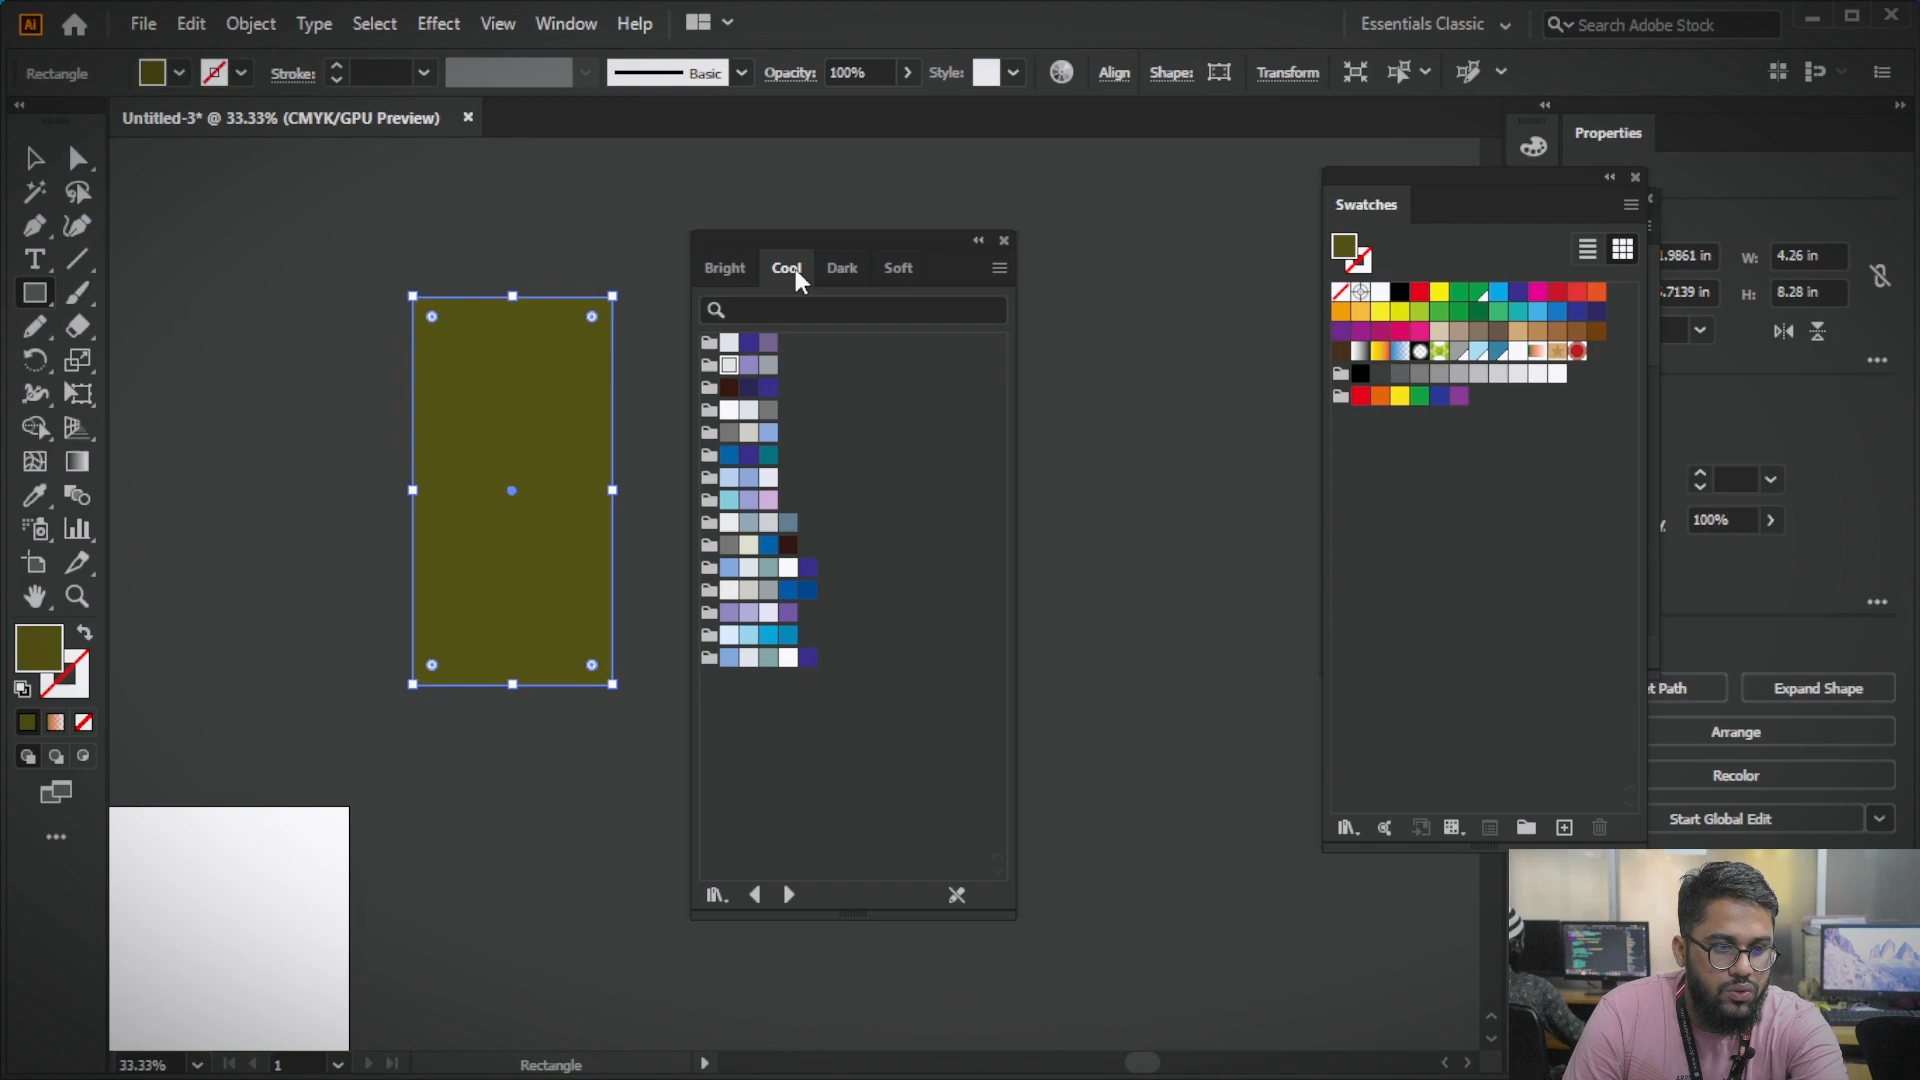 Ai File Edit Object Type Select Effect View Window Help Essentials Classic Search Adobe Stock
Rectangle Stroke: Basic Opacity: 100% Style: Align Shape: Transform
Untitled-3* @ 33.33% (CMYK/GPU Preview)
Properties
Swatches
Bright Cool Dark Soft
1.9861 in W: 4.26 in
.7139 in H: 8.28 in
100%
t Path Expand Shape
Arrange
Recolor
Start Global Edit
33.33% 1 Rectangle